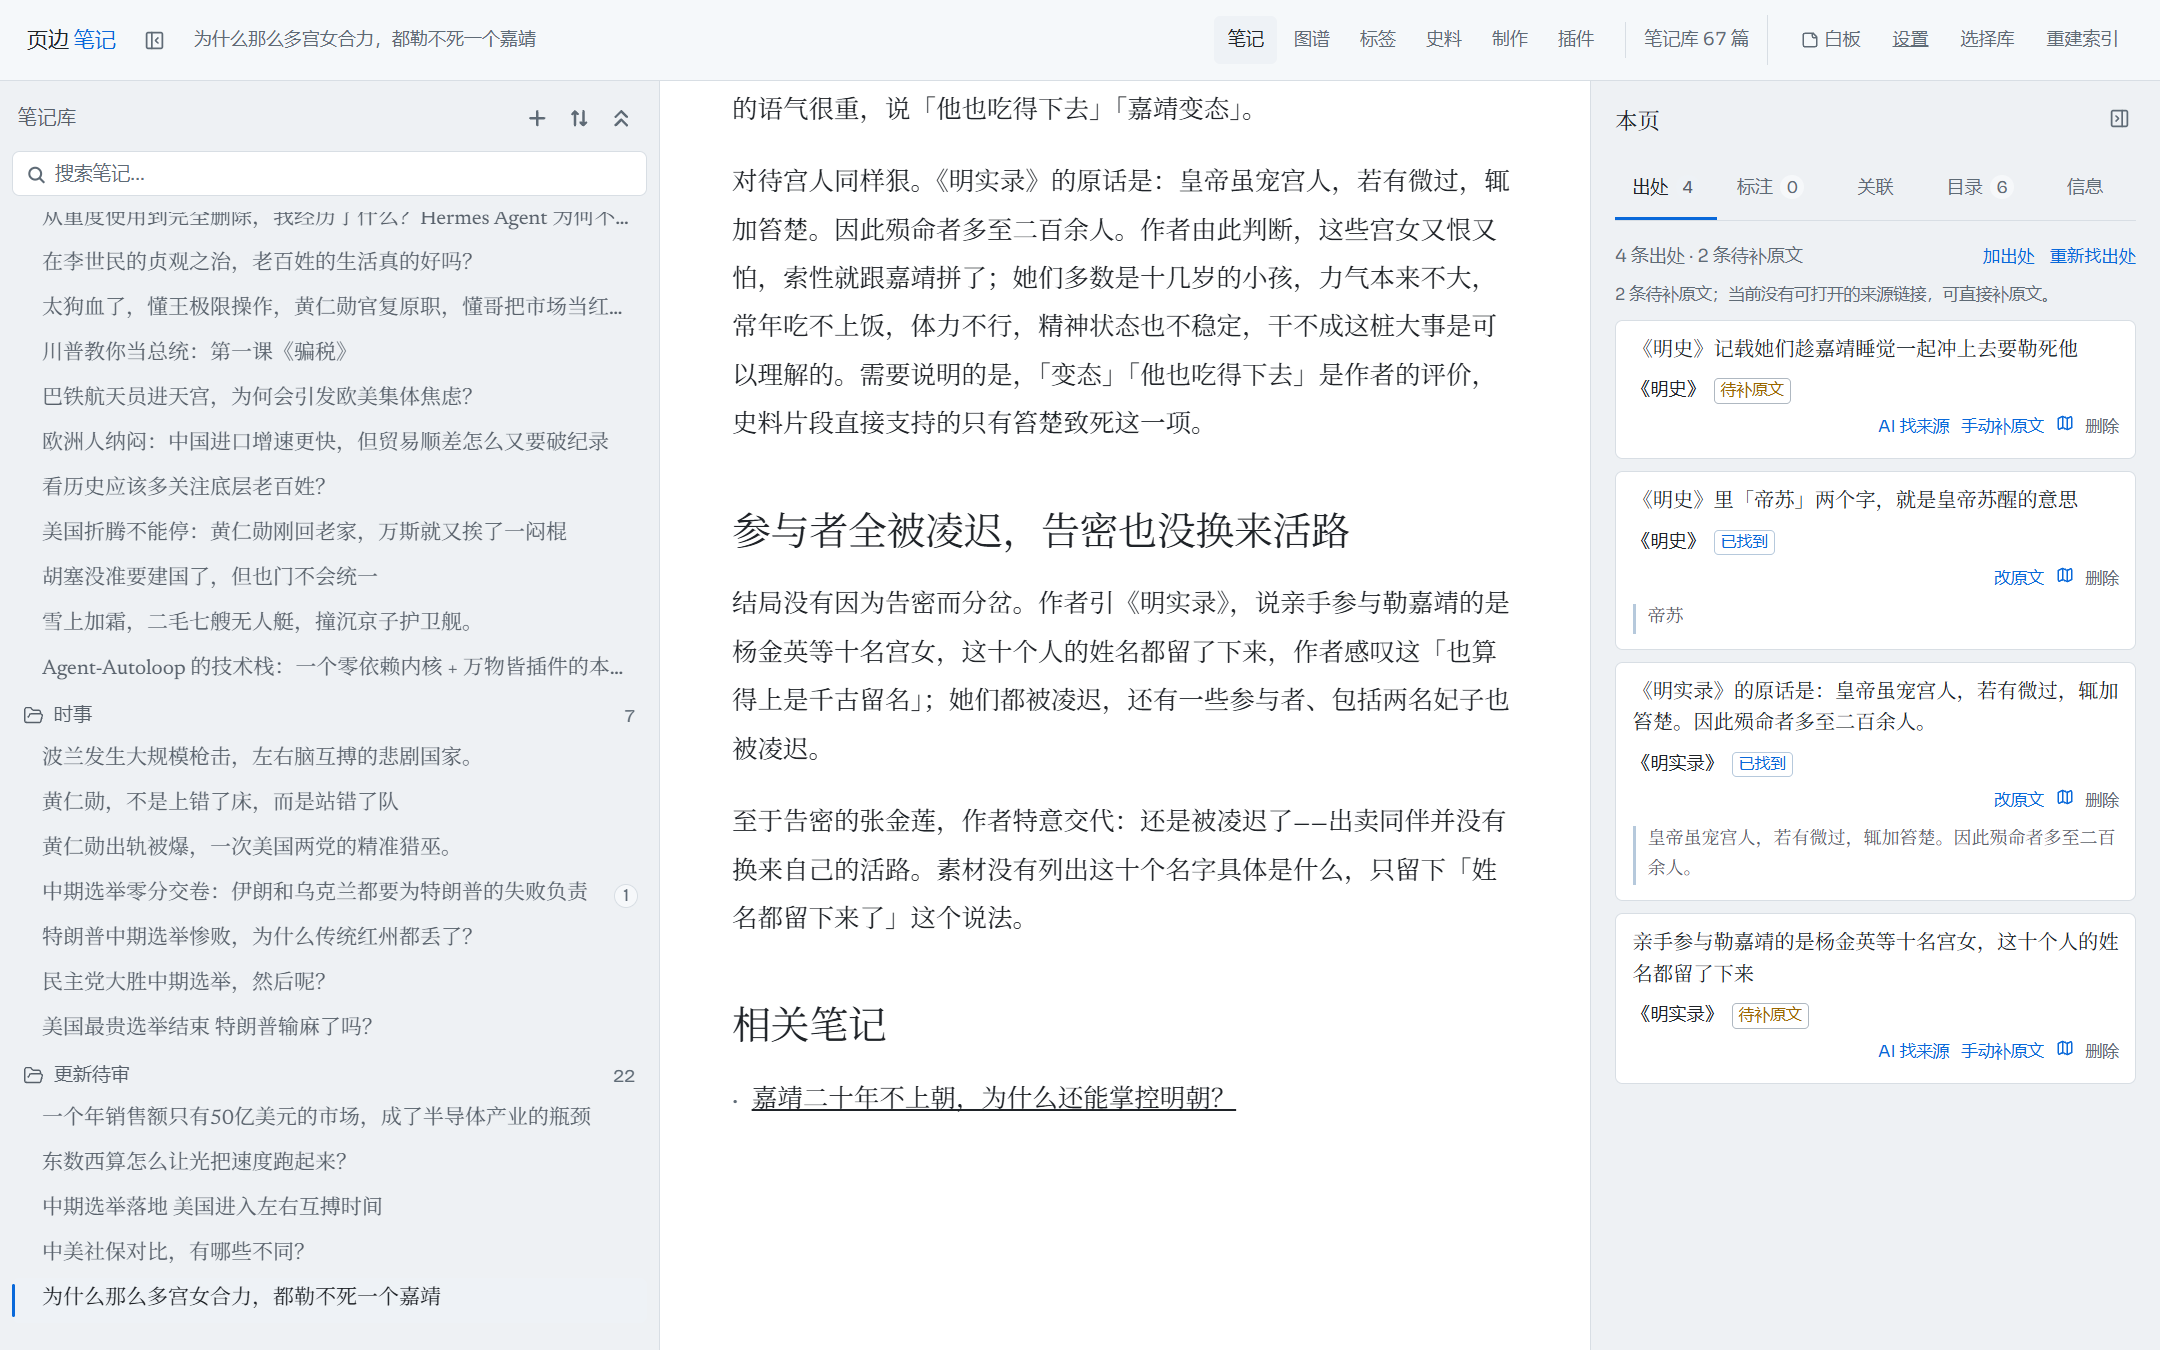 页边 笔记
为什么那么多宫女合力，都勒不死一个嘉靖
笔记 图谱 标签 史料 制作 插件 笔记库 67 篇 白板 设置 选择库 重建索引
笔记库
搜索笔记...
从重度使用到完全删除，我经历了什么？Hermes Agent 为何不...
在李世民的贞观之治，老百姓的生活真的好吗？
太狗血了，懂王极限操作，黄仁勋官复原职，懂哥把市场当红...
川普教你当总统：第一课《骗税》
巴铁航天员进天宫，为何会引发欧美集体焦虑？
欧洲人纳闷：中国进口增速更快，但贸易顺差怎么又要破纪录
看历史应该多关注底层老百姓？
美国折腾不能停：黄仁勋刚回老家，万斯就又挨了一闷棍
胡塞没准要建国了，但也门不会统一
雪上加霜，二毛七艘无人艇，撞沉京子护卫舰。
Agent-Autoloop 的技术栈：一个零依赖内核 + 万物皆插件的本...
时事 7
波兰发生大规模枪击，左右脑互搏的悲剧国家。
黄仁勋，不是上错了床，而是站错了队
黄仁勋出轨被爆，一次美国两党的精准猎巫。
中期选举零分交卷：伊朗和乌克兰都要为特朗普的失败负责 1
特朗普中期选举惨败，为什么传统红州都丢了？
民主党大胜中期选举，然后呢？
美国最贵选举结束 特朗普输麻了吗？
更新待审 22
一个年销售额只有50亿美元的市场，成了半导体产业的瓶颈
东数西算怎么让光把速度跑起来？
中期选举落地 美国进入左右互搏时间
中美社保对比，有哪些不同？
为什么那么多宫女合力，都勒不死一个嘉靖
的语气很重，说「他也吃得下去」「嘉靖变态」。
对待宫人同样狠。《明实录》的原话是：皇帝虽宠宫人，若有微过，辄
加笞楚。因此殒命者多至二百余人。作者由此判断，这些宫女又恨又
怕，索性就跟嘉靖拼了；她们多数是十几岁的小孩，力气本来不大，
常年吃不上饭，体力不行，精神状态也不稳定，干不成这桩大事是可
以理解的。需要说明的是，「变态」「他也吃得下去」是作者的评价，
史料片段直接支持的只有笞楚致死这一项。
参与者全被凌迟，告密也没换来活路
结局没有因为告密而分岔。作者引《明实录》，说亲手参与勒嘉靖的是
杨金英等十名宫女，这十个人的姓名都留了下来，作者感叹这「也算
得上是千古留名」；她们都被凌迟，还有一些参与者、包括两名妃子也
被凌迟。
至于告密的张金莲，作者特意交代：还是被凌迟了——出卖同伴并没有
换来自己的活路。素材没有列出这十个名字具体是什么，只留下「姓
名都留下来了」这个说法。
相关笔记
· 嘉靖二十年不上朝，为什么还能掌控明朝？
本页
出处 4 标注 0 关联 目录 6 信息
4 条出处 · 2 条待补原文 加出处 重新找出处
2 条待补原文；当前没有可打开的来源链接，可直接补原文。
《明史》记载她们趁嘉靖睡觉一起冲上去要勒死他
《明史》 待补原文
AI 找来源 手动补原文 删除
《明史》里「帝苏」两个字，就是皇帝苏醒的意思
《明史》 已找到
改原文 删除
帝苏
《明实录》的原话是：皇帝虽宠宫人，若有微过，辄加
笞楚。因此殒命者多至二百余人。
《明实录》 已找到
改原文 删除
皇帝虽宠宫人，若有微过，辄加笞楚。因此殒命者多至二百
余人。
亲手参与勒嘉靖的是杨金英等十名宫女，这十个人的姓
名都留了下来
《明实录》 待补原文
AI 找来源 手动补原文 删除